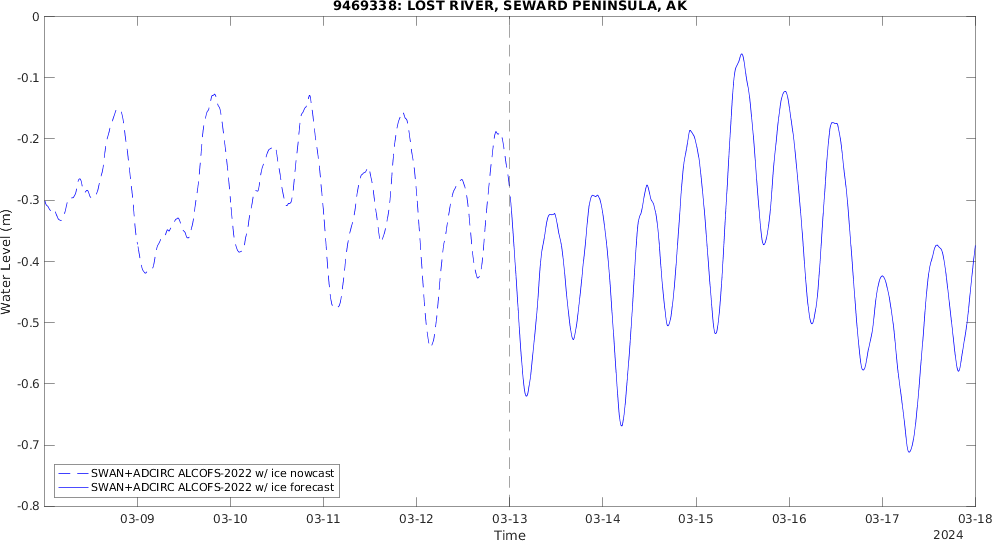 9469338: LOST RIVER, SEWARD PENINSULA, AK
Water Level (m)
0
-0.1
-0.2
-0.3
-0.4
-0.5
-0.6
-0.7
-0.8
SWAN+ADCIRC ALCOFS-2022 w/ ice nowcast
SWAN+ADCIRC ALCOFS-2022 w/ ice forecast
03-09 03-10 03-11 03-12 03-13 03-14 03-15 03-16 03-17 03-18
Time
2024